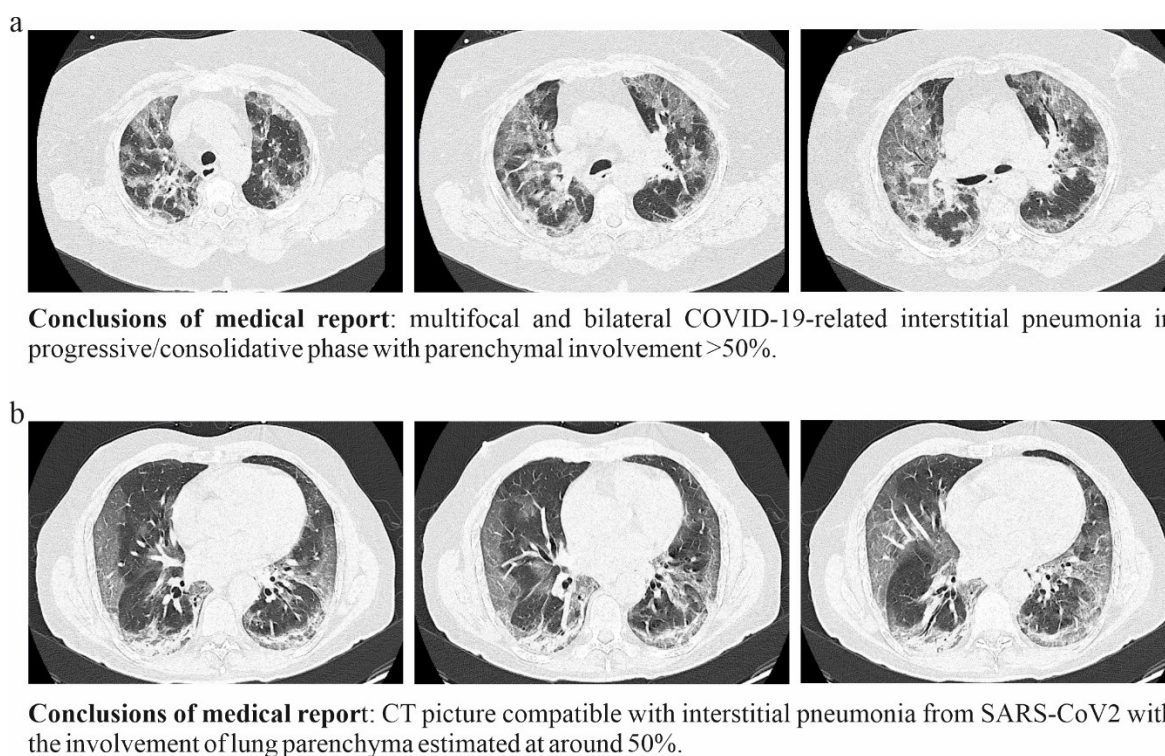 a
Conclusions of medical report: multifocal and bilateral COVID-19-related interstitial pneumonia in
progressive/consolidative phase with parenchymal involvement >50%.
b
Conclusions of medical report: CT picture compatible with interstitial pneumonia from SARS-CoV2 with
the involvement of lung parenchyma estimated at around 50%.